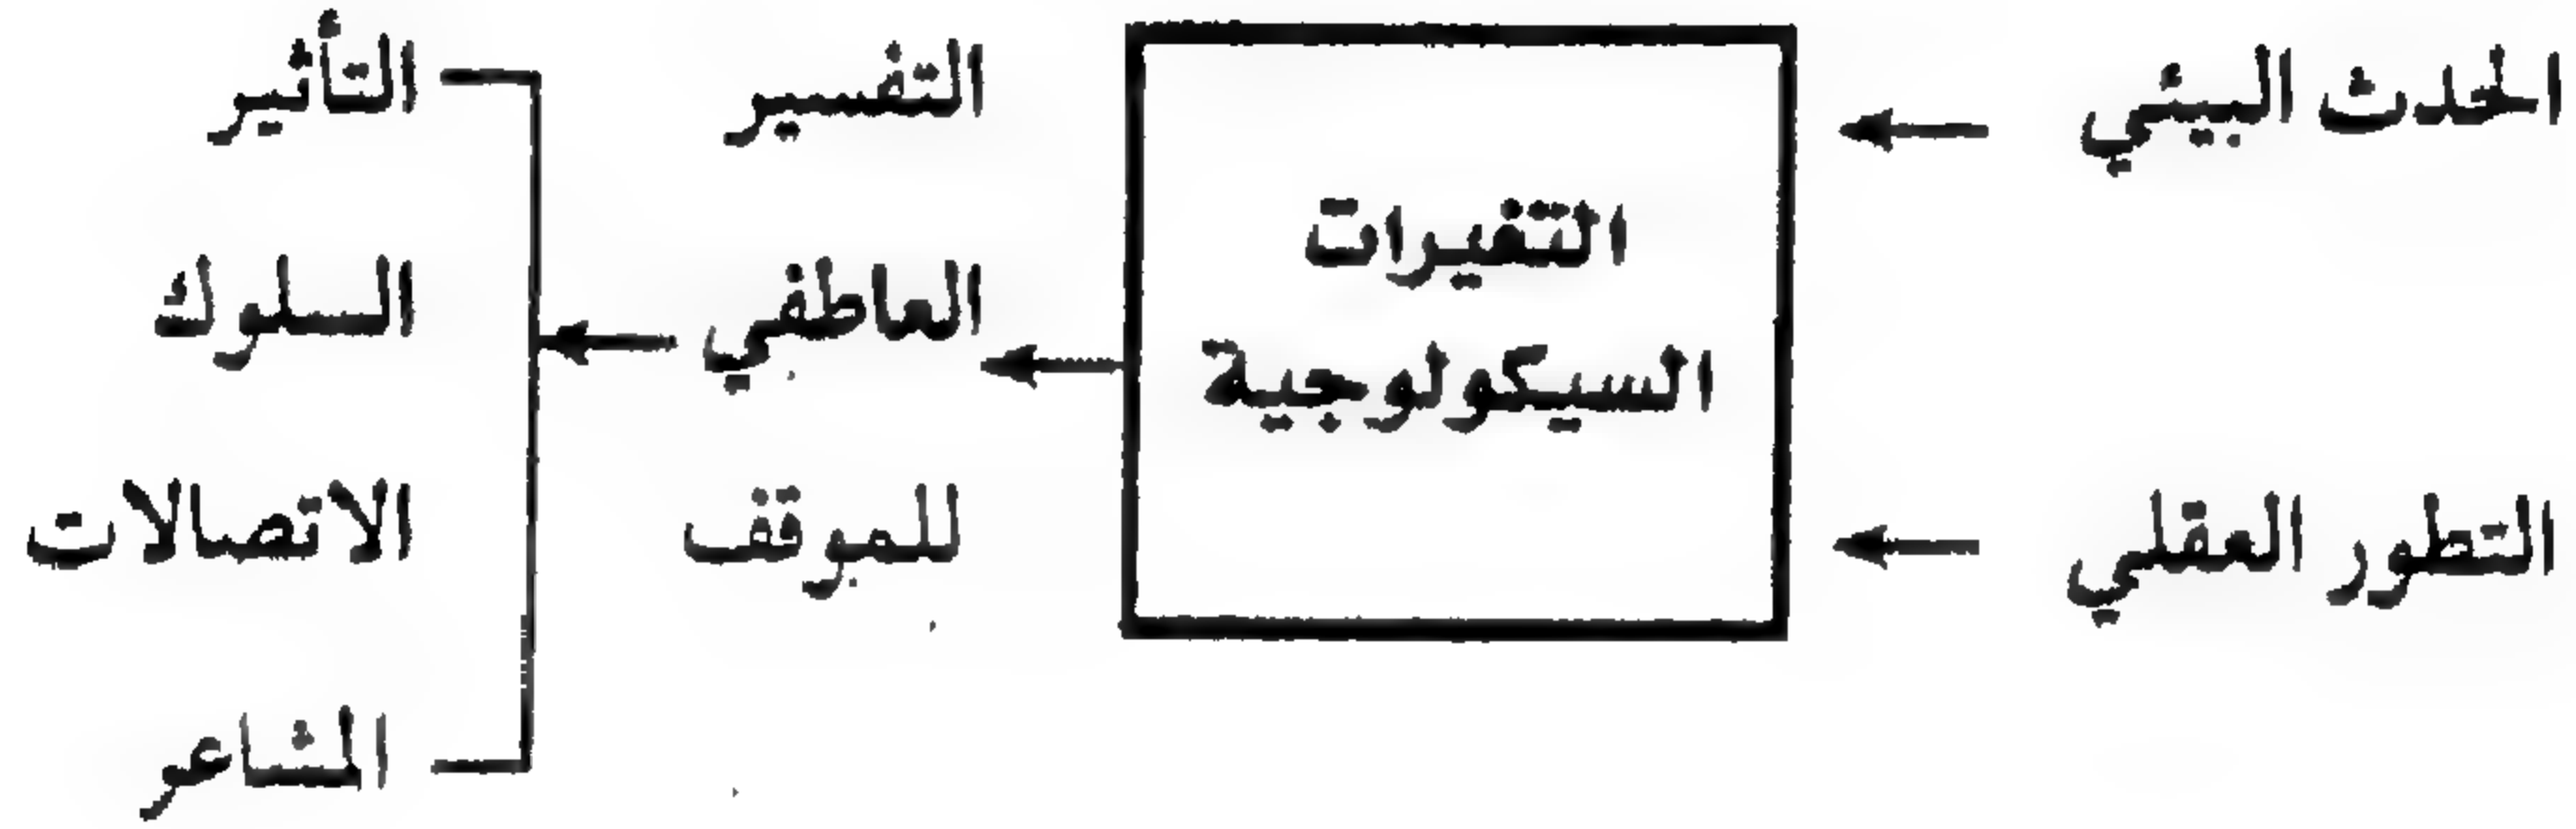 الحدث البيئي
التطور العقلي
التغيرات
السيكولوجية
التفسير
العاطفي
للموقف
التأثير
السلوك
الاتصالات
المشاعر